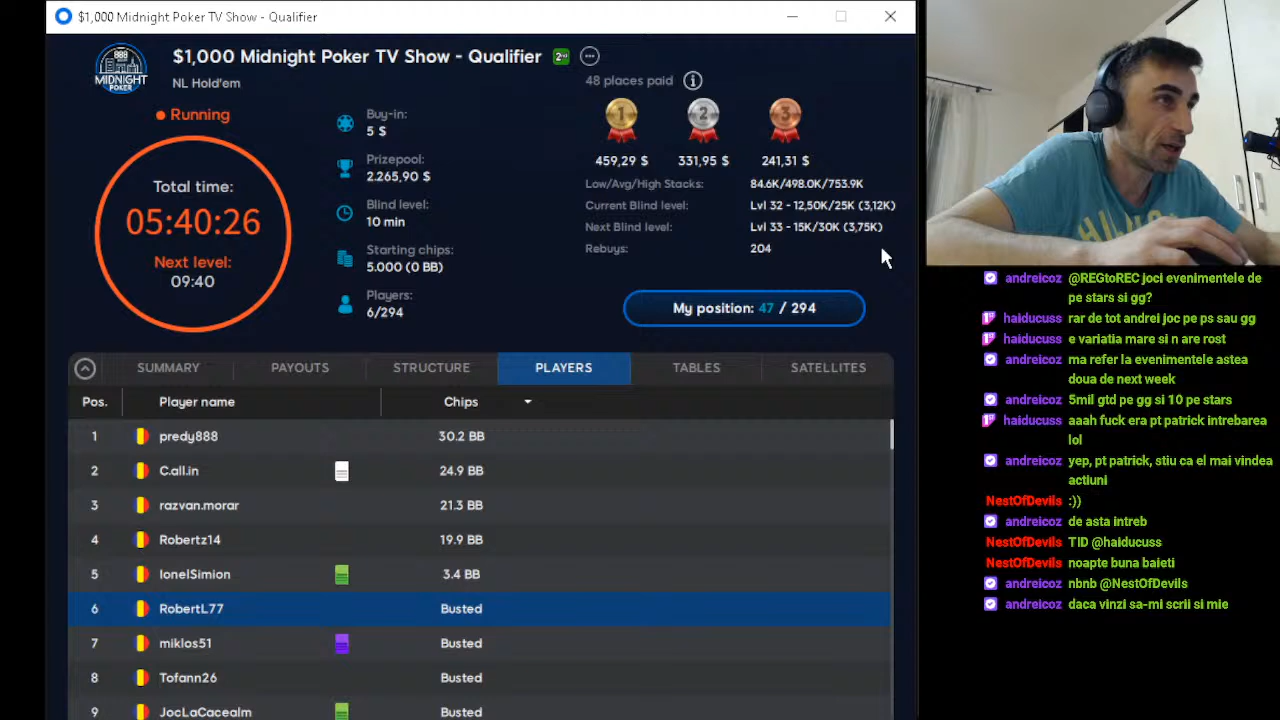 $1,000 Midnight Poker TV Show - Qualifier
888
MIDNIGHT
POKER
$1,000 Midnight Poker TV Show - Qualifier
NL Hold'em
Running
Total time:
05:40:26
Next level:
09:40
Buy-in:
5 $
Prizepool:
2.265,90 $
Blind level:
10 min
Starting chips:
5.000 (0 BB)
Players:
6/294
48 places paid
1
2
3
459,29 $
331,95 $
241,31 $
Low/Avg/High Stacks: 84.6K/498.0K/753.9K
Current Blind level: Lvl 32 - 12,50K/25K (3,12K)
Next Blind level: Lvl 33 - 15K/30K (3,75K)
Rebuys: 204
My position: 47 / 294
SUMMARY PAYOUTS STRUCTURE PLAYERS TABLES SATELLITES
Pos. Player name Chips
1 predy888 30.2 BB
2 C.all.in 24.9 BB
3 razvan.morar 21.3 BB
4 Robertz14 19.9 BB
5 IonelSimion 3.4 BB
6 RobertL77 Busted
7 miklos51 Busted
8 Tofann26 Busted
9 JocLaCacealm Busted
andreicoz @REGtoREC joci evenimentele de
pe stars si gg?
haiducuss rar de tot andrei joc pe ps sau gg
haiducuss e variatia mare si n are rost
andreicoz ma refer la evenimentele astea
doua de next week
andreicoz 5mil gtd pe gg si 10 pe stars
haiducuss aaah fuck era pt patrick intrebarea
lol
andreicoz yep, pt patrick, stiu ca el mai vindea
actiuni
NestOfDevils :))
andreicoz de asta intreb
NestOfDevils TID @haiducuss
NestOfDevils noapte buna baieti
andreicoz nbnb @NestOfDevils
andreicoz daca vinzi sa-mi scrii si mie